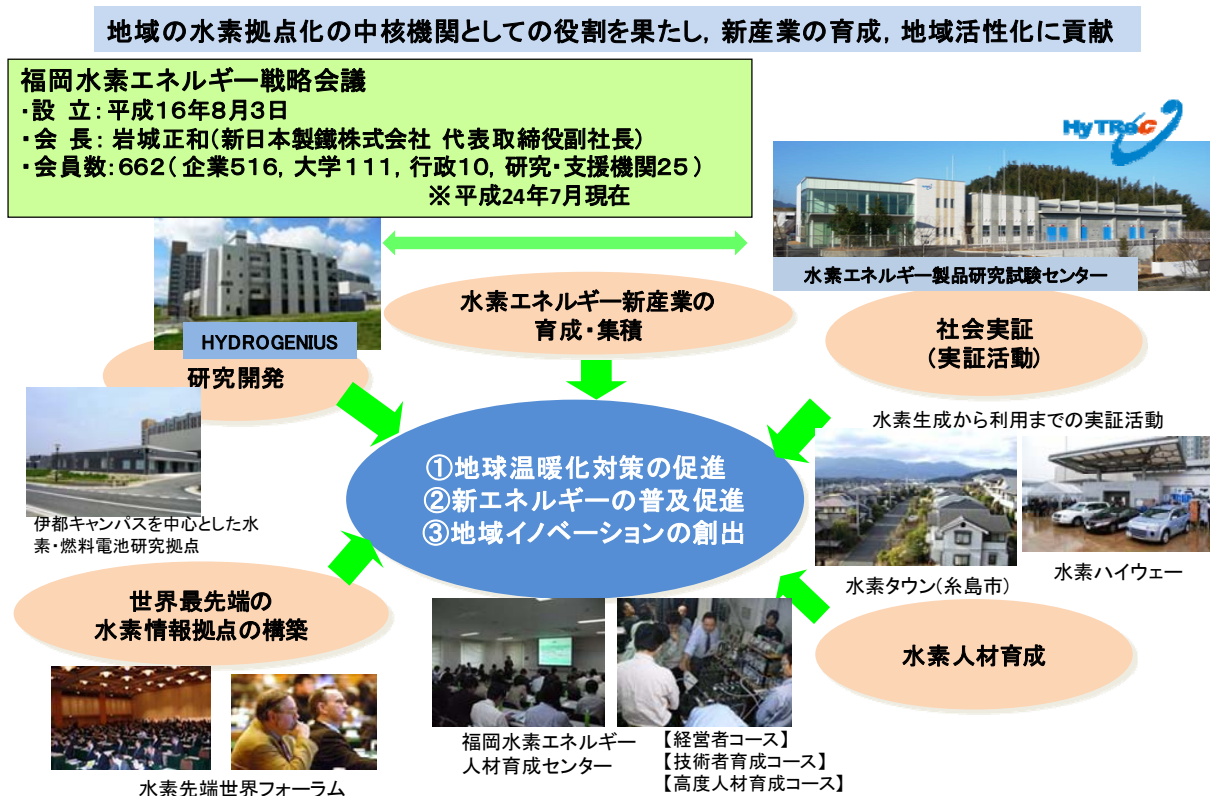 地域の水素拠点化の中核機関としての役割を果たし，新産業の育成，地域活性化に貢献
福岡水素エネルギー戦略会議
・設 立：平成１６年８月３日
・会 長：岩城正和（新日本製鐵株式会社 代表取締役副社長）
・会員数：６６２（企業５１６，大学１１１，行政１０，研究・支援機関２５）
※平成24年7月現在
HyTReC
水素エネルギー製品研究試験センター
水素エネルギー新産業の
育成・集積
HYDROGENIUS
研究開発
社会実証
（実証活動）
水素生成から利用までの実証活動
①地球温暖化対策の促進
②新エネルギーの普及促進
③地域イノベーションの創出
伊都キャンパスを中心とした水
素・燃料電池研究拠点
水素タウン（糸島市）
水素ハイウェー
世界最先端の
水素情報拠点の構築
水素人材育成
福岡水素エネルギー
人材育成センター
【経営者コース】
【技術者育成コース】
【高度人材育成コース】
水素先端世界フォーラム